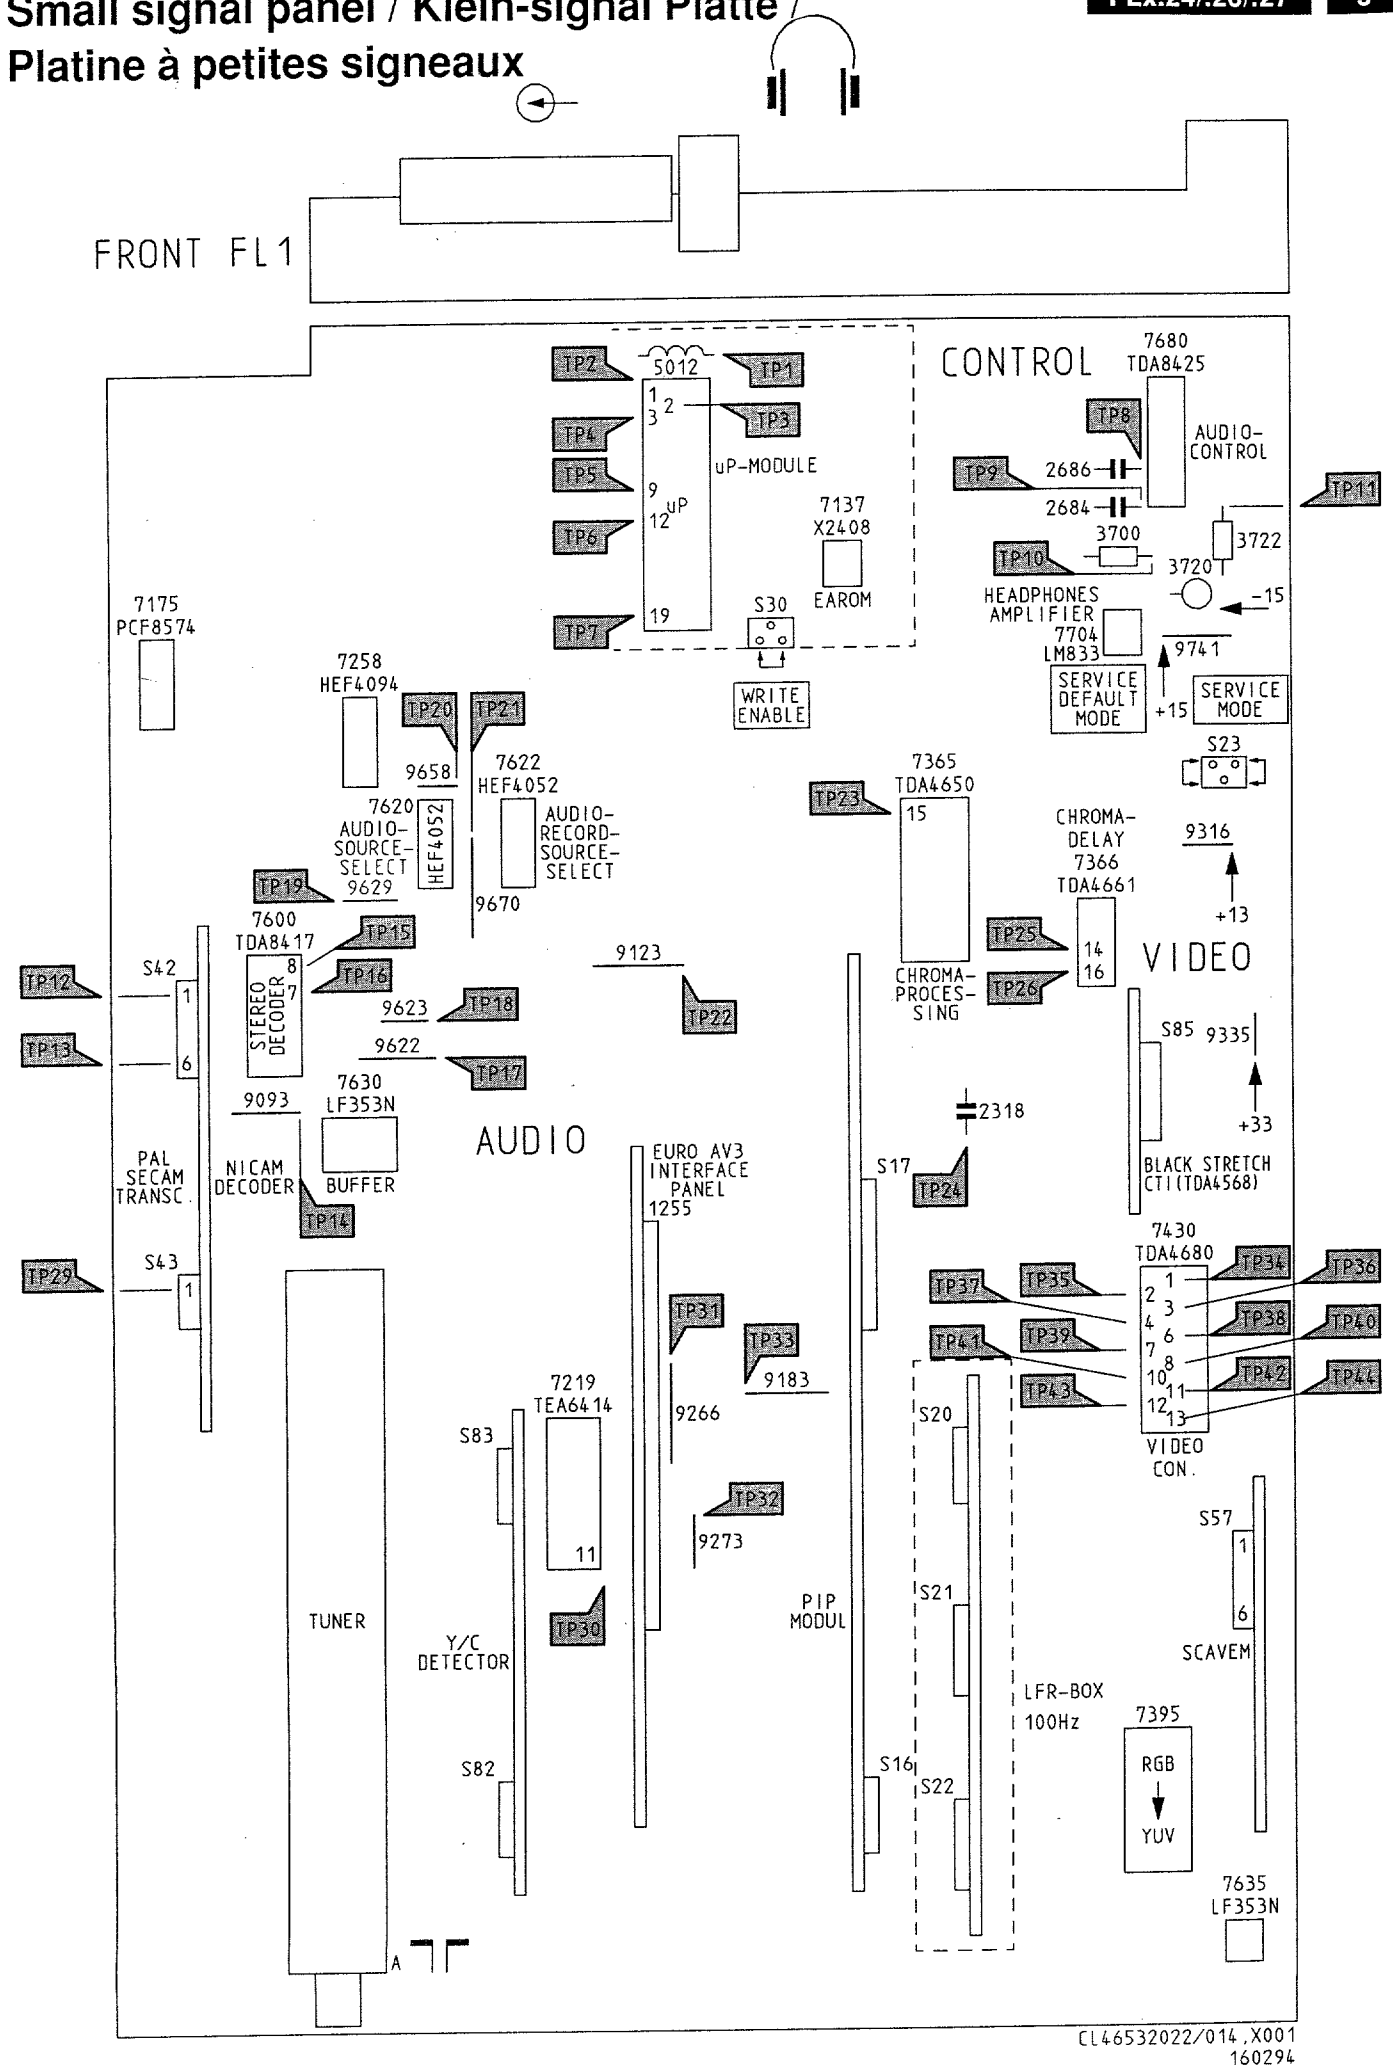 Small signal panel / Klein-signal Platte /
Platine à petites signeaux
FRONT FL1
TP2
5012
TP1
1
2
3
TP3
TP4
TP5
9
uP
12
TP6
19
TP7
uP-MODULE
7137
X2408
EAROM
S30
WRITE
ENABLE
CONTROL
7680
TDA8425
TP8
AUDIO-
CONTROL
TP9
2686
2684
TP11
3700
3722
TP10
3720
HEADPHONES
AMPLIFIER
7704
LM833
-15
9741
+15
SERVICE
DEFAULT
MODE
SERVICE
MODE
S23
7175
PCF8574
7258
HEF4094
TP20
TP21
9658
7622
HEF4052
7620
AUDIO-
SOURCE-
SELECT
HEF4052
AUDIO-
RECORD-
SOURCE-
SELECT
TP19
9629
9670
7365
TDA4650
TP23
15
CHROMA-
PROCES-
SING
CHROMA-
DELAY
7366
TDA4661
TP25
14
16
TP26
9316
+13
VIDEO
7600
TDA8417
TP15
8
7
TP16
STEREO
DECODER
S42
1
6
TP12
TP13
9623
TP18
9622
TP17
9123
TP22
9093
7630
LF353N
BUFFER
AUDIO
PAL
SECAM
TRANSC.
NICAM
DECODER
TP14
S43
1
TP29
EURO AV3
INTERFACE
PANEL
1255
S17
2318
TP24
S85
9335
+33
BLACK STRETCH
CTI(TDA4568)
7430
TDA4680
TP37
TP35
1
2
3
4
6
7
8
10
11
12
13
TP34
TP36
TP41
TP39
TP38
TP40
TP43
TP42
TP44
VIDEO
CON.
TP31
TP33
9183
9266
7219
TEA6414
11
TP30
TP32
9273
S83
S82
Y/C
DETECTOR
TUNER
A
PIP
MODUL
S16
S20
S21
S22
LFR-BOX
100Hz
S57
1
6
SCAVEM
7395
RGB
YUV
7635
LF353N
CL46532022/014,X001
160294